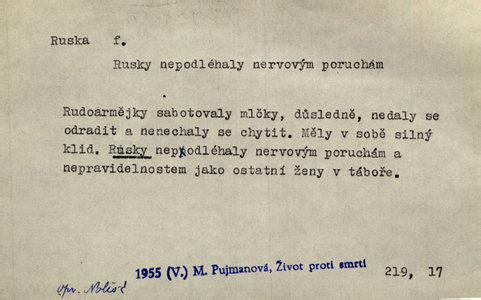 Ruska f.
Rusky nepodléhaly nervovým poruchám
Rudoarmějky sabotovaly mlčky, důsledně, nedaly se
odradit a nenechaly se chytit. Měly v sobě silný
klid. Rusky nepodléhaly nervovým poruchám a
nepravidelnostem jako ostatní ženy v táboře.
1955 (V.) M. Pujmanová, Život proti smrti 219, 17